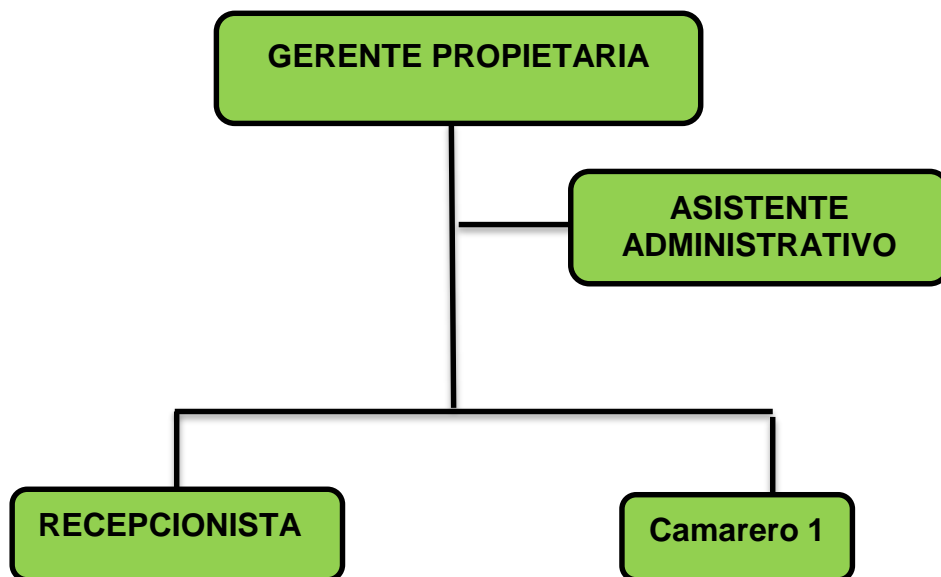 GERENTE PROPIETARIA
ASISTENTE
ADMINISTRATIVO
RECEPCIONISTA
Camarero 1